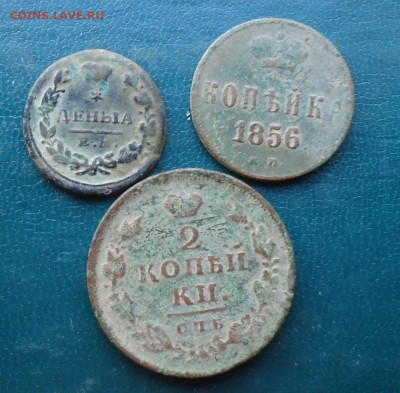 COINS.LAVE.RU
*
ДЕНЬГА
Е.М.
КОПѢЙКА
1856
Е М
2
КОПѢЙ
КИ.
СПБ